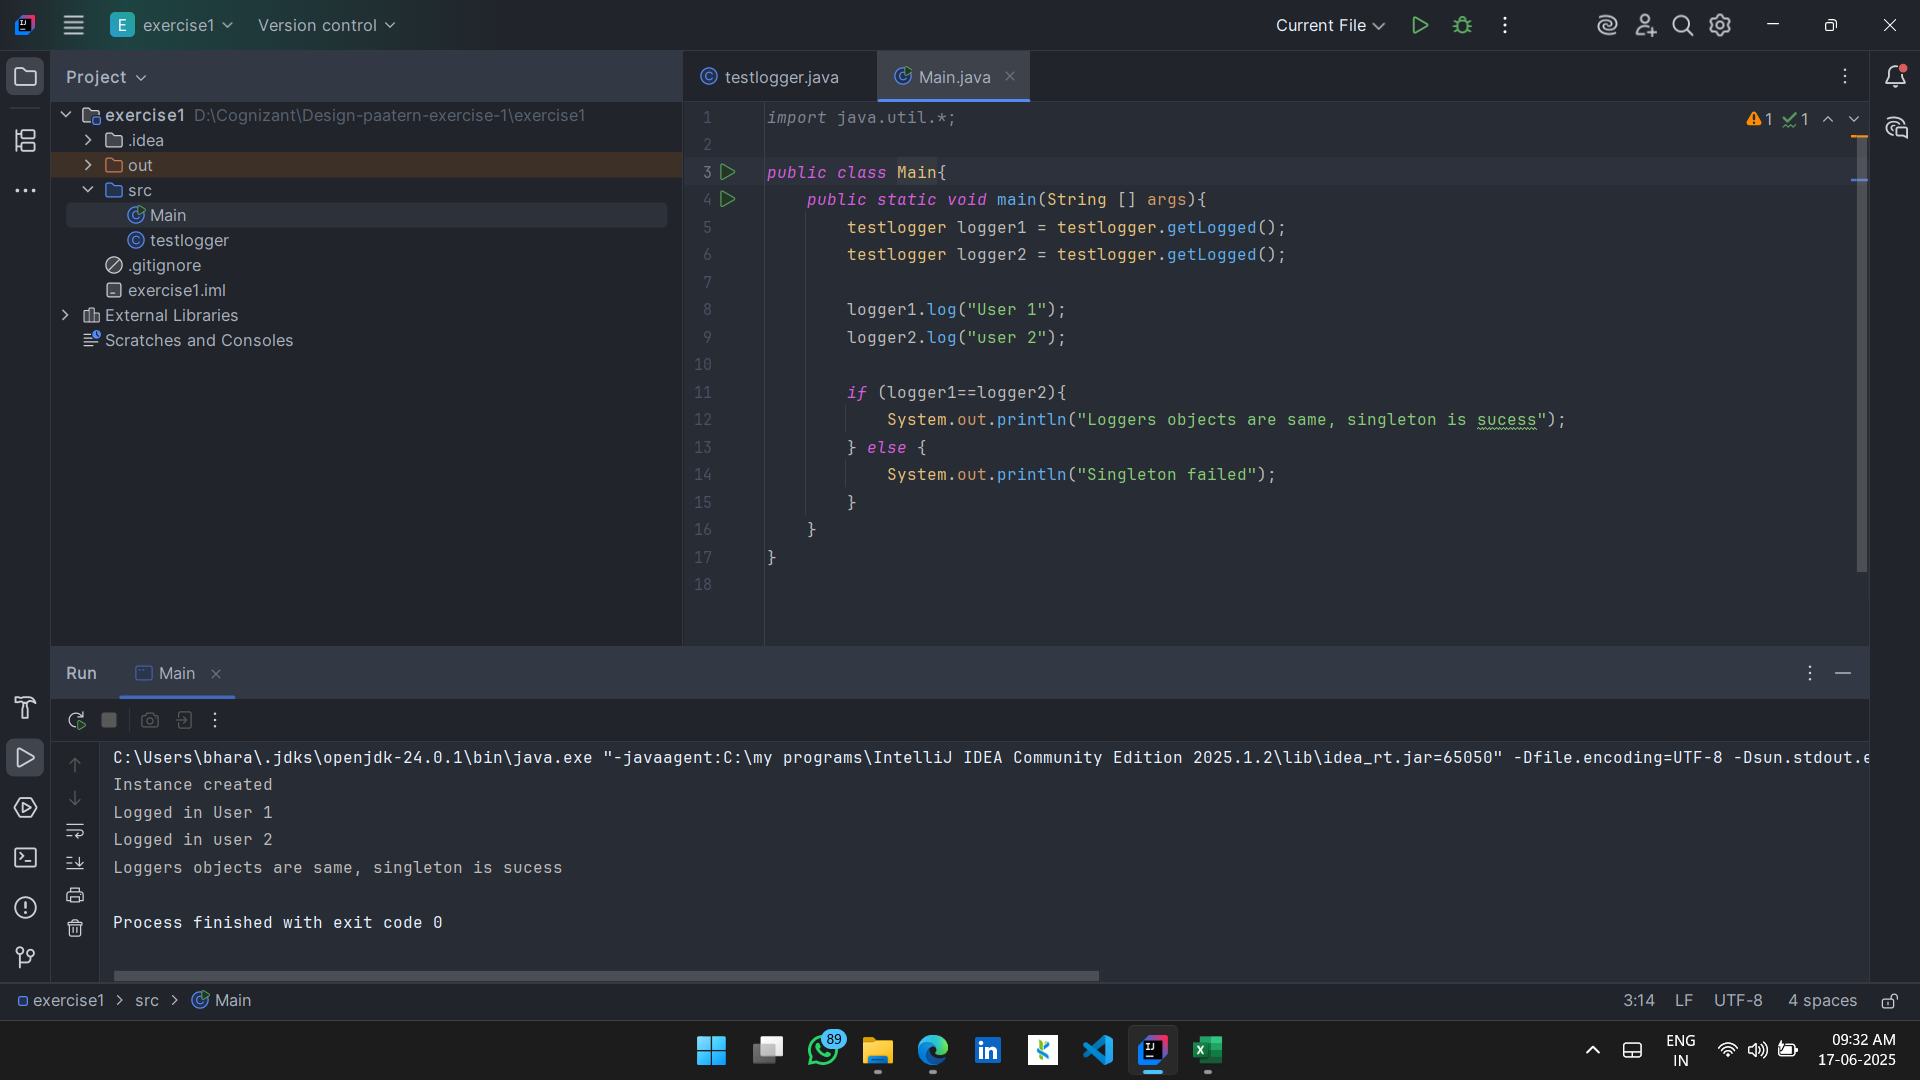 E exercise1 Version control Current File
Project
exercise1 D:\Cognizant\Design-paatern-exercise-1\exercise1
.idea
out
src
Main
testlogger
.gitignore
exercise1.iml
External Libraries
Scratches and Consoles
testlogger.java Main.java
1 import java.util.*;
2
3 public class Main{
4 public static void main(String [] args){
5 testlogger logger1 = testlogger.getLogged();
6 testlogger logger2 = testlogger.getLogged();
7
8 logger1.log("User 1");
9 logger2.log("user 2");
10
11 if (logger1==logger2){
12 System.out.println("Loggers objects are same, singleton is sucess");
13 } else {
14 System.out.println("Singleton failed");
15 }
16 }
17 }
18
1 1
Run Main
C:\Users\bhara\.jdks\openjdk-24.0.1\bin\java.exe "-javaagent:C:\my programs\IntelliJ IDEA Community Edition 2025.1.2\lib\idea_rt.jar=65050" -Dfile.encoding=UTF-8 -Dsun.stdout.e
Instance created
Logged in User 1
Logged in user 2
Loggers objects are same, singleton is sucess
Process finished with exit code 0
exercise1 > src > Main 3:14 LF UTF-8 4 spaces
89
in
ENG
IN
09:32 AM
17-06-2025